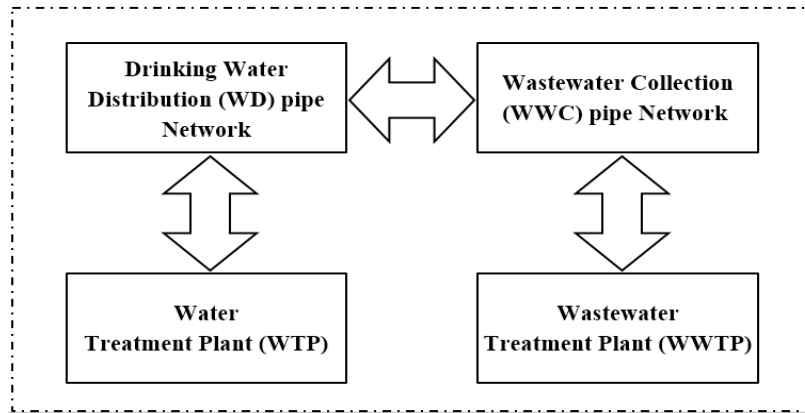 Drinking Water
Distribution (WD) pipe
Network
Wastewater Collection
(WWC) pipe Network
Water
Treatment Plant (WTP)
Wastewater
Treatment Plant (WWTP)